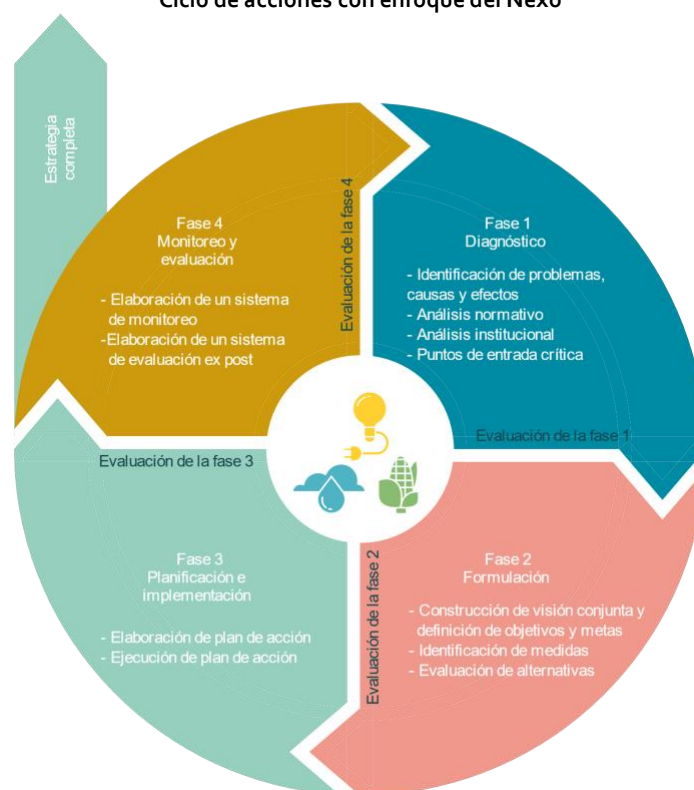 Ciclo de acciones con enfoque del Nexo
Estrategia
completa
Fase 4
Monitoreo y
evaluación
- Elaboración de un sistema
de monitoreo
-Elaboración de un sistema
de evaluación ex post
Evaluación de la fase 4
Fase 1
Diagnóstico
- Identificación de problemas,
causas y efectos
- Análisis normativo
- Análisis institucional
- Puntos de entrada crítica
Evaluación de la fase 1
Evaluación de la fase 3
Fase 3
Planificación e
implementación
- Elaboración de plan de acción
- Ejecución de plan de acción
Evaluación de la fase 2
Fase 2
Formulación
- Construcción de visión conjunta y
definición de objetivos y metas
- Identificación de medidas
- Evaluación de alternativas